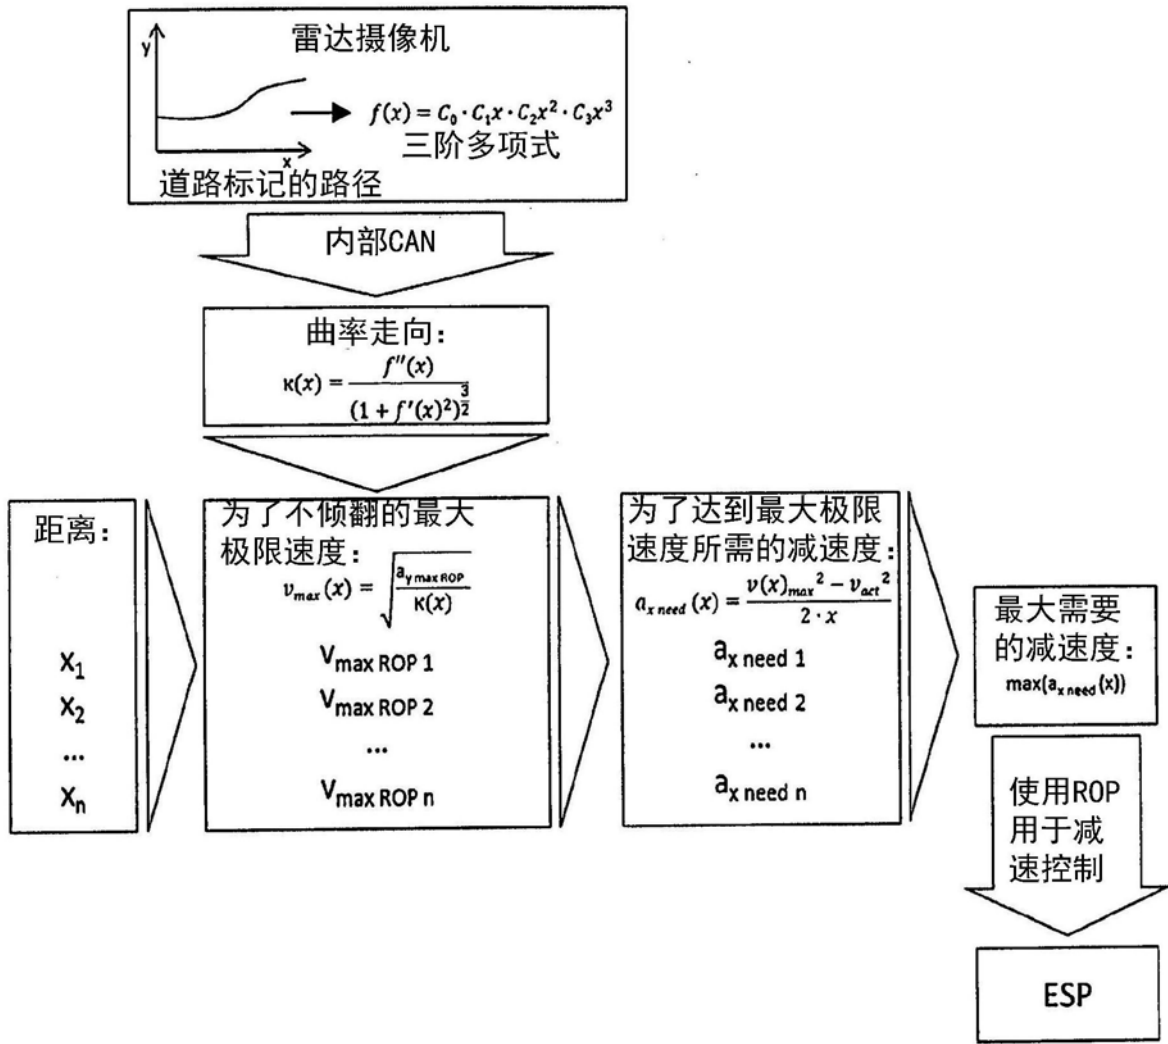 雷达摄像机
y
f(x) = C₀ · C₁x · C₂x² · C₃x³
三阶多项式
x
道路标记的路径
内部CAN
曲率走向:
κ(x) = f''(x) / (1 + f'(x)²)^(3/2)
距离:
x₁
x₂
...
xₙ
为了不倾翻的最大
极限速度:
v_max(x) = √(a_y max ROP / κ(x))
V_max ROP 1
V_max ROP 2
...
V_max ROP n
为了达到最大极限
速度所需的减速度:
a_x need(x) = (v(x)_max² − v_act²) / (2 · x)
a_x need 1
a_x need 2
...
a_x need n
最大需要
的减速度:
max(a_x need(x))
使用ROP
用于减
速控制
ESP